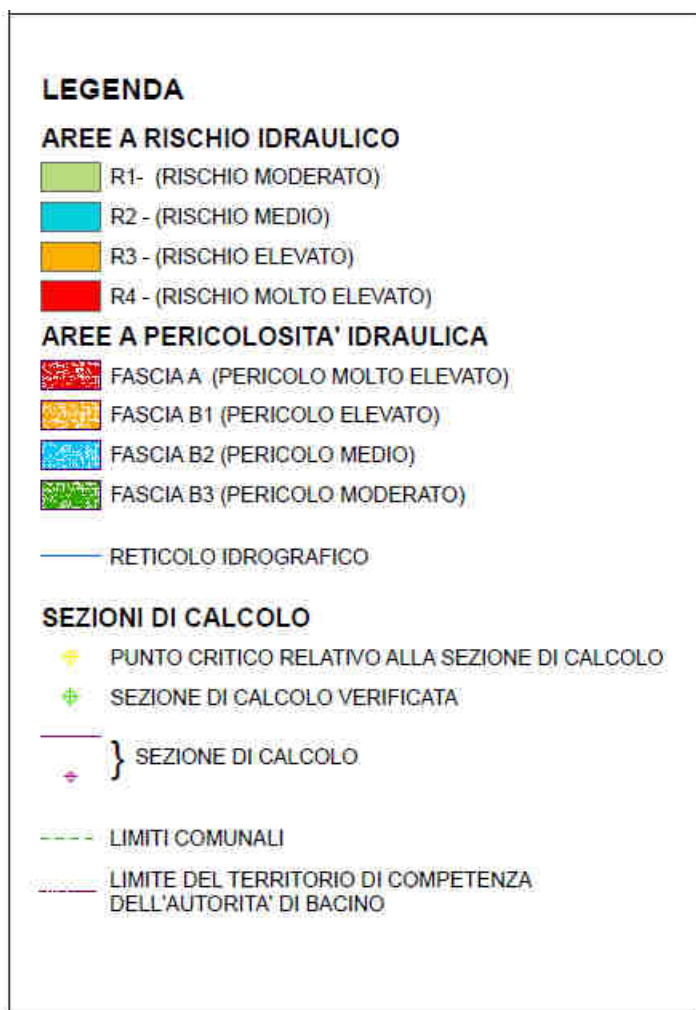 LEGENDA
AREE A RISCHIO IDRAULICO
R1- (RISCHIO MODERATO)
R2 - (RISCHIO MEDIO)
R3 - (RISCHIO ELEVATO)
R4 - (RISCHIO MOLTO ELEVATO)
AREE A PERICOLOSITA' IDRAULICA
FASCIA A (PERICOLO MOLTO ELEVATO)
FASCIA B1 (PERICOLO ELEVATO)
FASCIA B2 (PERICOLO MEDIO)
FASCIA B3 (PERICOLO MODERATO)
RETICOLO IDROGRAFICO
SEZIONI DI CALCOLO
PUNTO CRITICO RELATIVO ALLA SEZIONE DI CALCOLO
SEZIONE DI CALCOLO VERIFICATA
} SEZIONE DI CALCOLO
LIMITI COMUNALI
LIMITE DEL TERRITORIO DI COMPETENZA
DELL'AUTORITA' DI BACINO